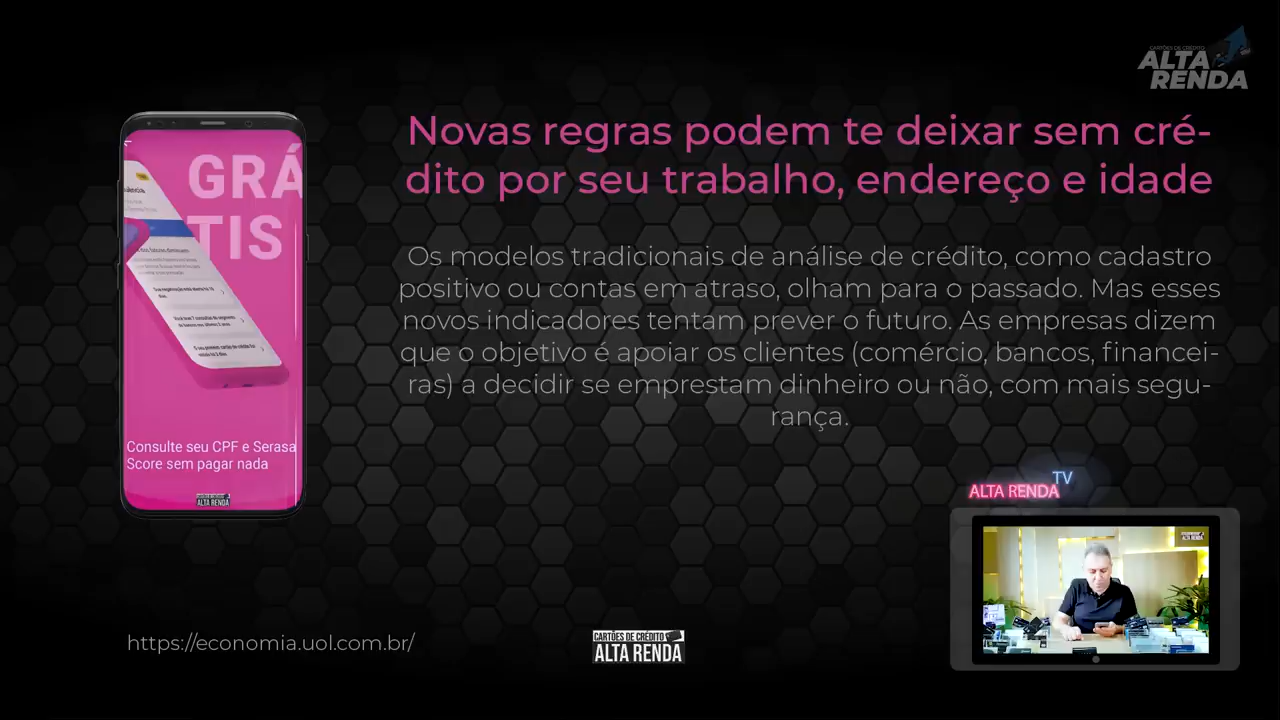 CARTÕES DE CRÉDITO
ALTA
RENDA
Novas regras podem te deixar sem cré-
dito por seu trabalho, endereço e idade
GRÁ
TIS
Os modelos tradicionais de análise de crédito, como cadastro
positivo ou contas em atraso, olham para o passado. Mas esses
novos indicadores tentam prever o futuro. As empresas dizem
que o objetivo é apoiar os clientes (comércio, bancos, financei-
ras) a decidir se emprestam dinheiro ou não, com mais segu-
rança.
Consulte seu CPF e Serasa
Score sem pagar nada
ALTA RENDA
TV
ALTA RENDA
ALTA RENDA
https://economia.uol.com.br/
CARTÕES DE CRÉDITO
ALTA RENDA